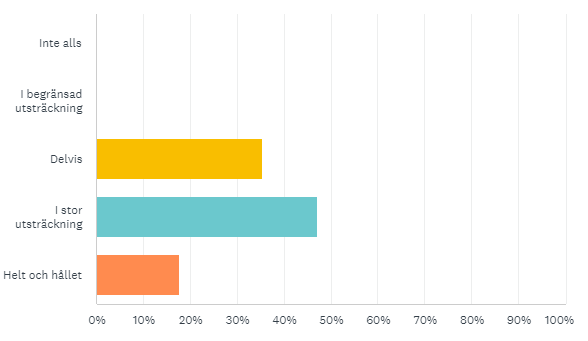 Inte alls
I begränsad
utsträckning
Delvis
I stor
utsträckning
Helt och hållet
0% 10% 20% 30% 40% 50% 60% 70% 80% 90% 100%